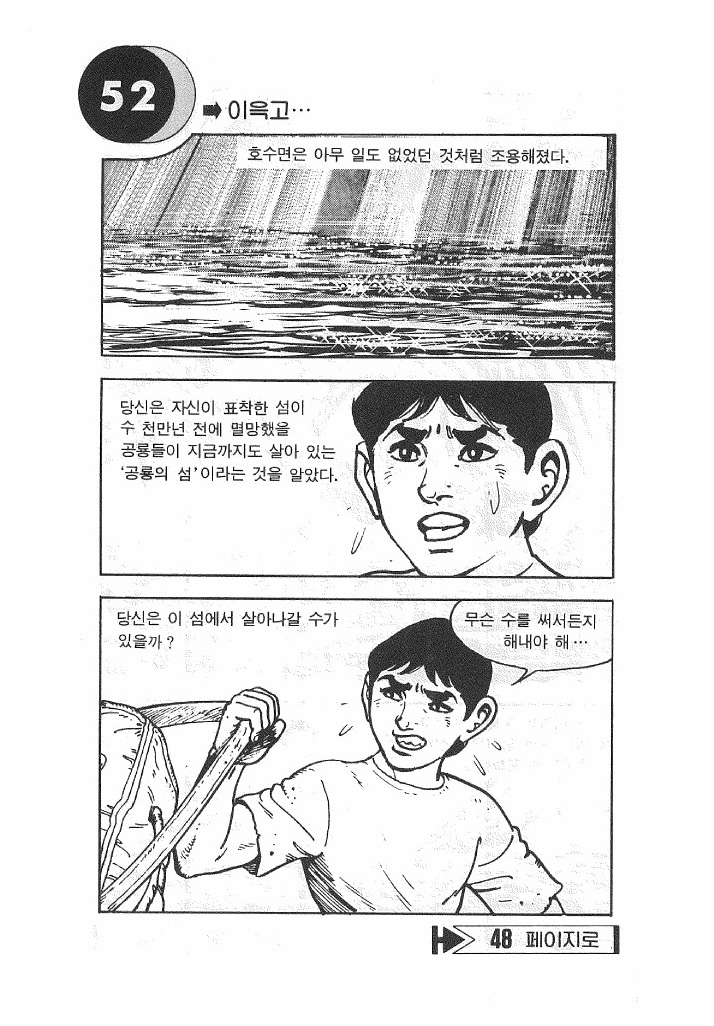 52
➡이윽고…
호수면은 아무 일도 없었던 것처럼 조용해졌다.
당신은 자신이 표착한 섬이
수 천만년 전에 멸망했을
공룡들이 지금까지도 살아 있는
‘공룡의 섬’이라는 것을 알았다.
당신은 이 섬에서 살아나갈 수가
있을까?
무슨 수를 써서든지
해내야 해…
48 페이지로